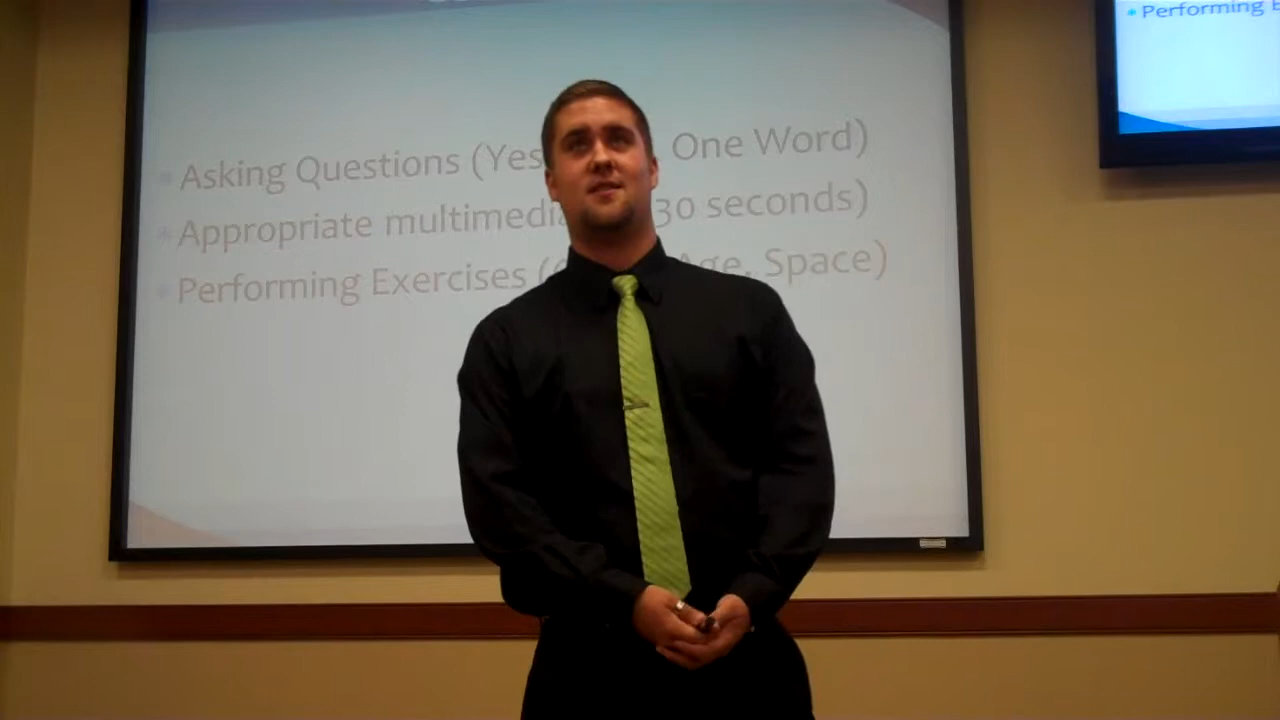 Asking Questions (Yes One Word)
Appropriate multimedia 30 seconds)
Performing Exercises ( Age, Space)
* Performing